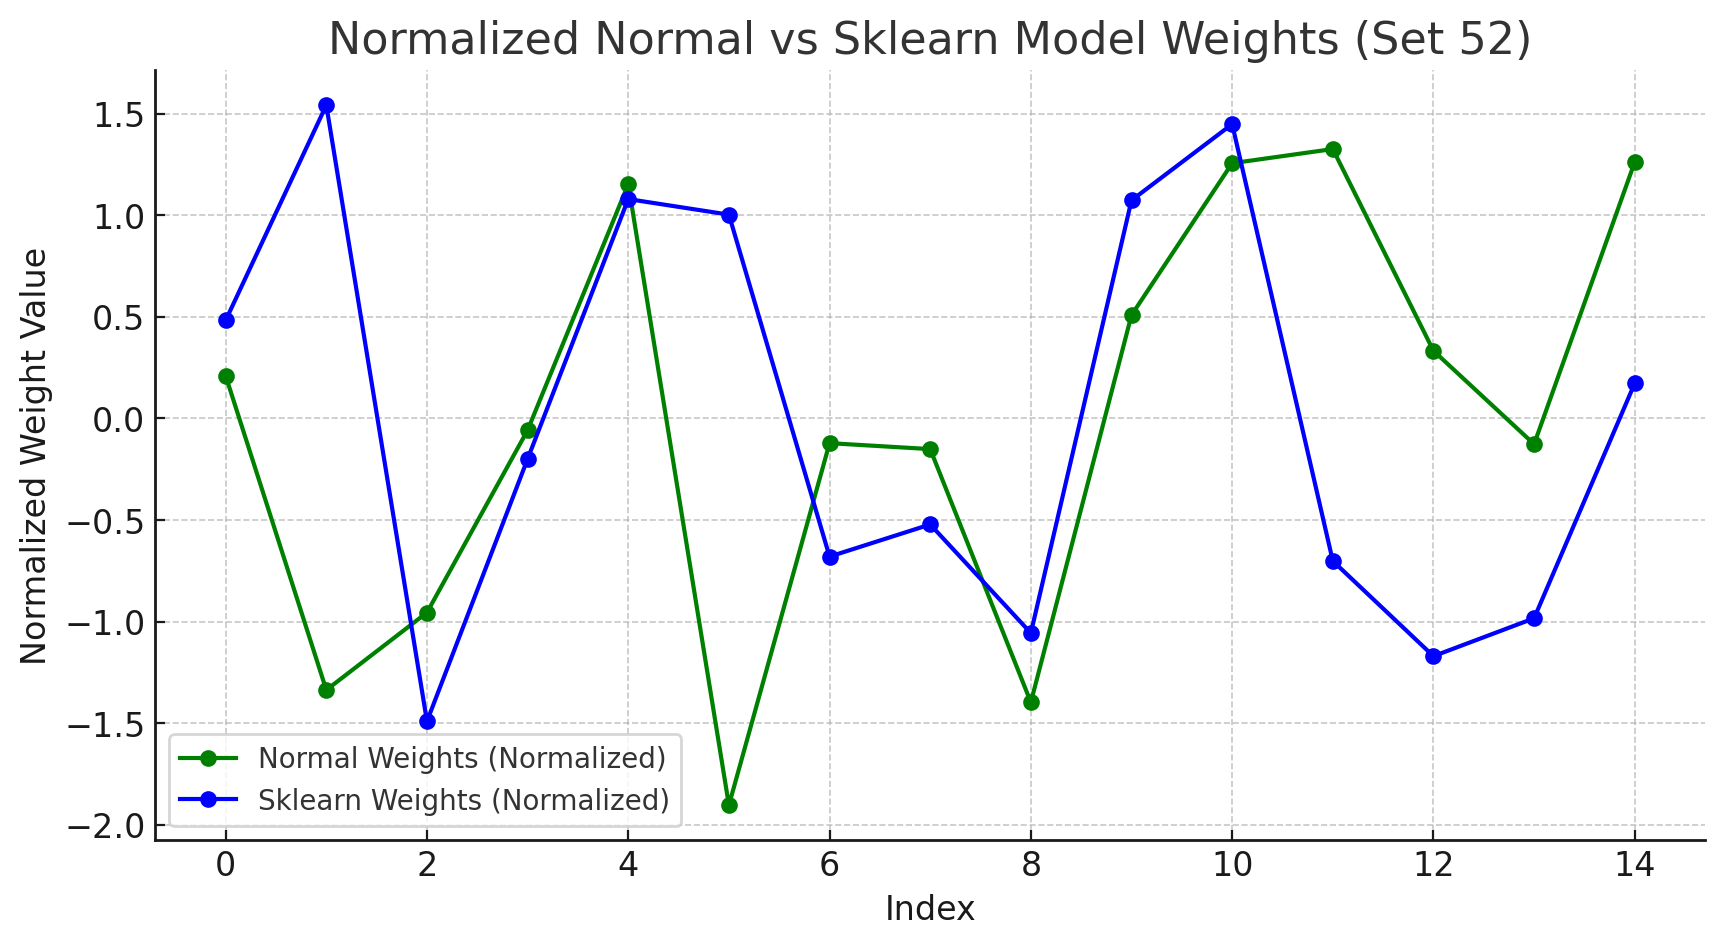 Normalized Normal vs Sklearn Model Weights (Set 52)
Normalized Weight Value
1.5
1.0
0.5
0.0
−0.5
−1.0
−1.5
−2.0
Normal Weights (Normalized)
Sklearn Weights (Normalized)
0 2 4 6 8 10 12 14
Index